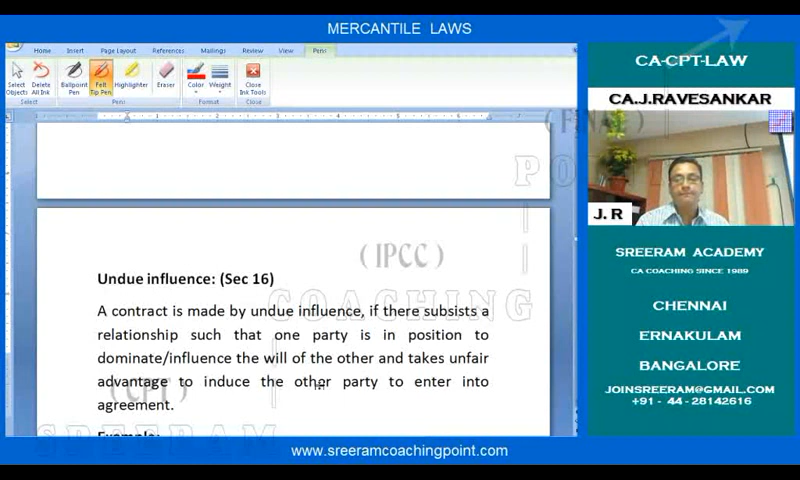 MERCANTILE LAWS
Home Insert Page Layout References Mailings Review View Pens
Select Objects Delete All Ink Ballpoint Pen Felt Tip Pen Highlighter Eraser Color Weight Close Ink Tools
Select Pens Format Close
CA-CPT-LAW
CA.J.RAVESANKAR
J. R
(FINAL)
(IPCC)
COACHING
(CPT)
SREERAM
Undue influence: (Sec 16)
A contract is made by undue influence, if there subsists a
relationship such that one party is in position to
dominate/influence the will of the other and takes unfair
advantage to induce the other party to enter into
agreement.
Example:
SREERAM ACADEMY
CA COACHING SINCE 1989
CHENNAI
ERNAKULAM
BANGALORE
JOINSREERAM@GMAIL.COM
+91 - 44-28142616
www.sreeramcoachingpoint.com